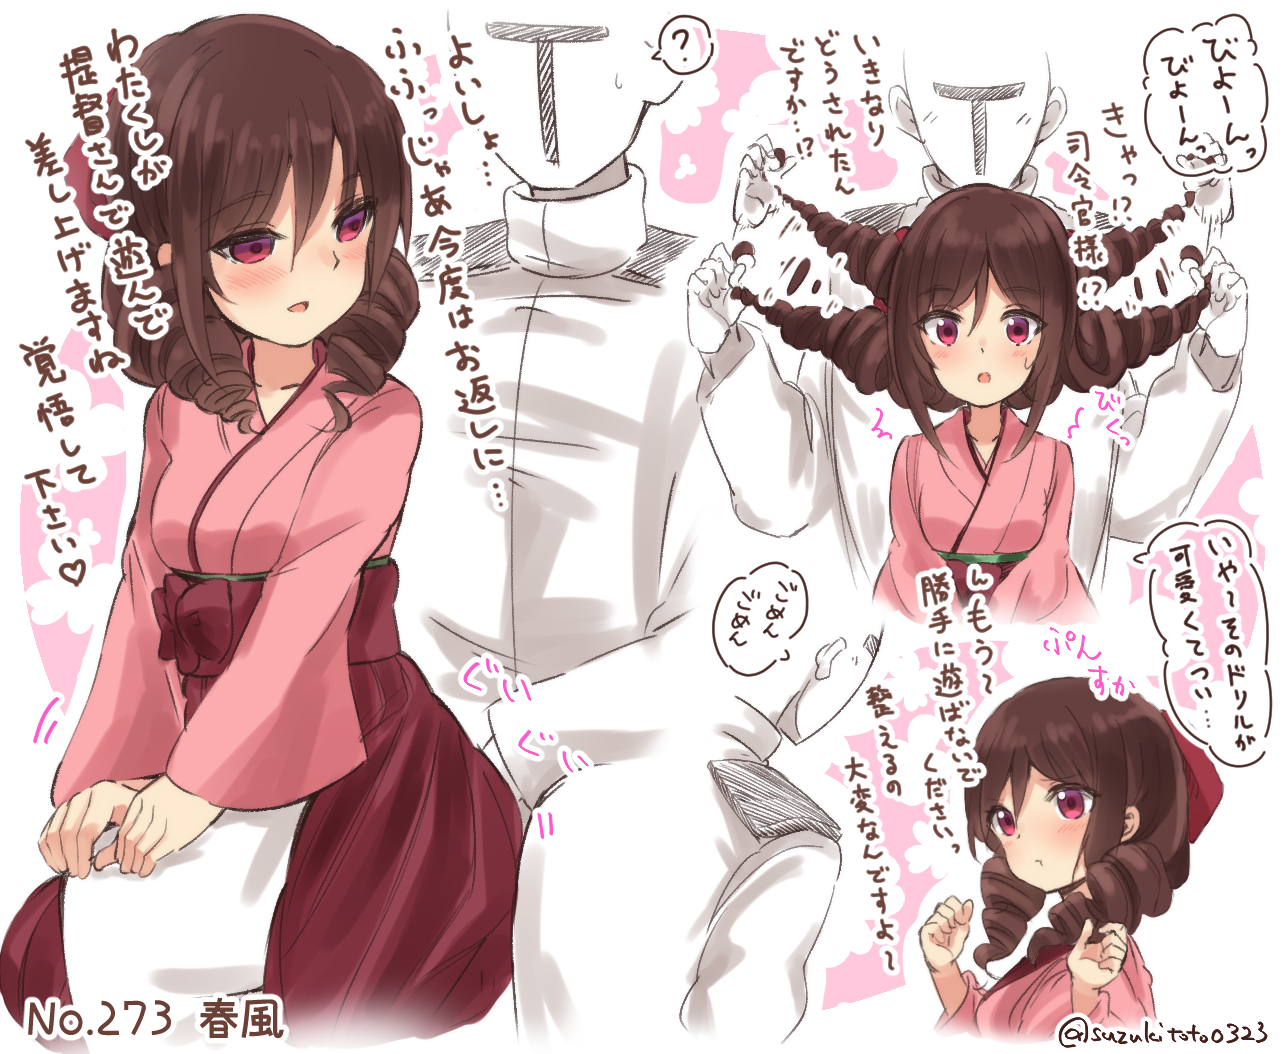 びよーんっ
びよーんっ
きゃっ!?
司令官様!?
いきなり
どうされたん
ですか…!?
びくっ
いや〜そのドリルが
可愛くてつい…
んもう〜
勝手に遊ばないで
くださいっ
整えるの
大変なんですよ〜
ぷん
すか
ごめん
ごめん
?
よいしょ…
ふふっじゃあ今度はお返しに…
わたくしが
提督さんで遊んで
差し上げますね
覚悟して
下さい♡
ぐい
ぐい
No.273 春風
@suzukitoto0323